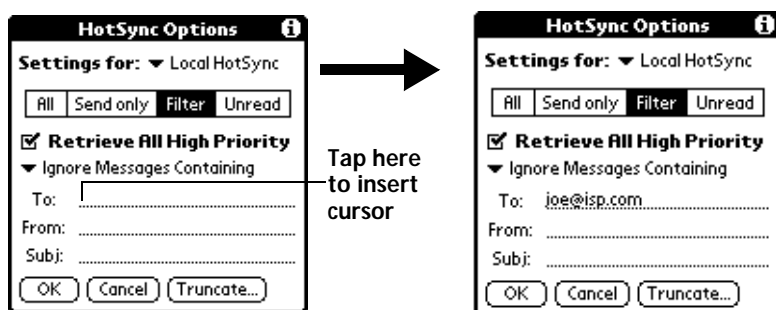 HotSync Options
Settings for: Local HotSync
All Send only Filter Unread
Retrieve All High Priority
Ignore Messages Containing
To:
From:
Subj:
OK Cancel Truncate...
Tap here
to insert
cursor
HotSync Options
Settings for: Local HotSync
All Send only Filter Unread
Retrieve All High Priority
Ignore Messages Containing
To: joe@isp.com
From:
Subj:
OK Cancel Truncate...